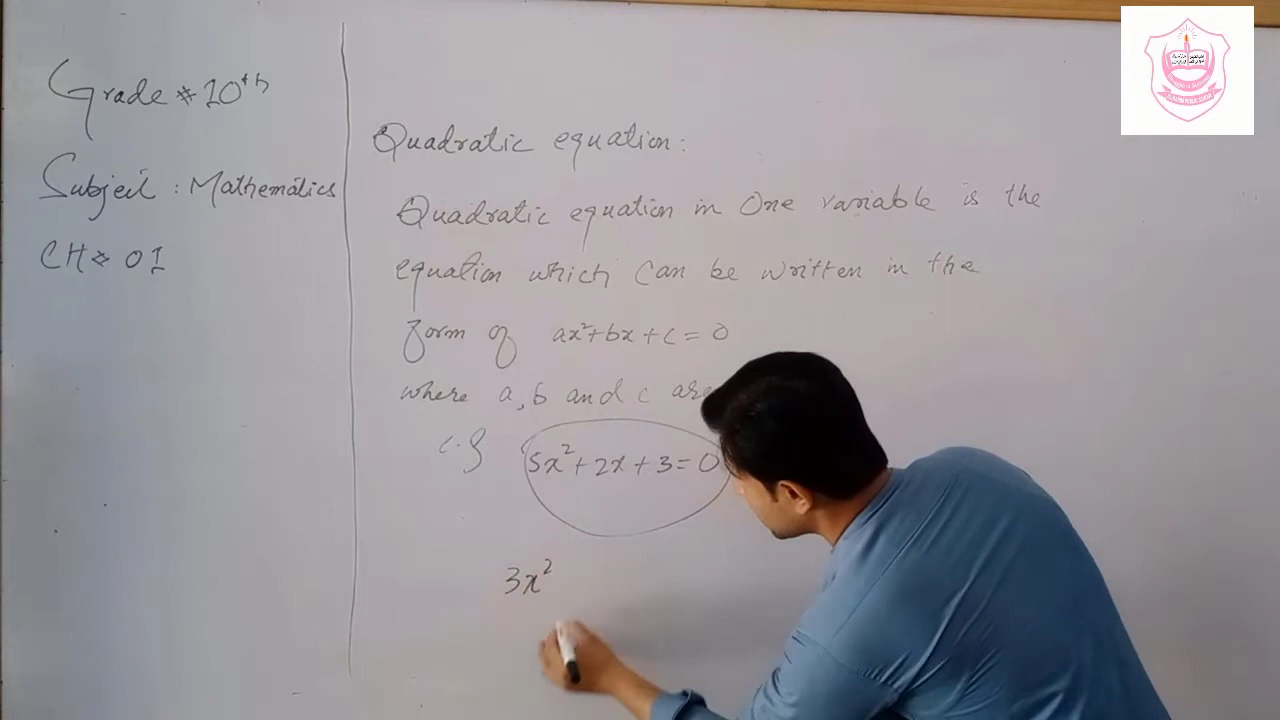 Grade # 10th
Subject : Mathematics
CH # 01
Quadratic equation :
Quadratic equation in One variable is the
equation which can be written in the
form of ax²+bx+c=0
where a, b and c are
e.g 5x²+2x+3=0
3x²